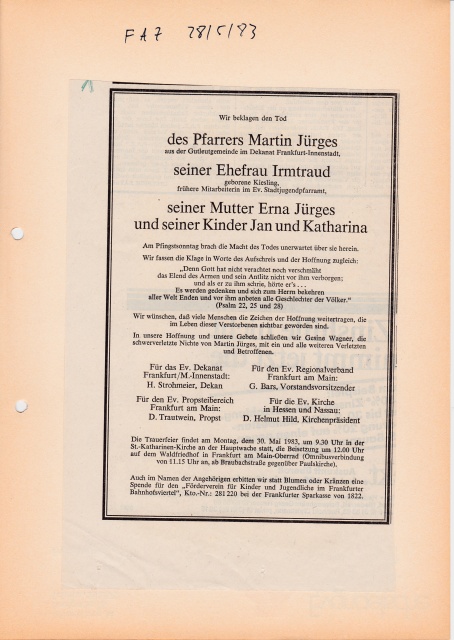 FAZ 28/5/83
13
Wir beklagen den Tod
des Pfarrers Martin Jürges
aus der Gutleutgemeinde im Dekanat Frankfurt-Innenstadt,
seiner Ehefrau Irmtraud
geborene Kiesling,
frühere Mitarbeiterin im Ev. Stadtjugendpfarramt,
seiner Mutter Erna Jürges
und seiner Kinder Jan und Katharina
Am Pfingstsonntag brach die Macht des Todes unerwartet über sie herein.
Wir fassen die Klage in Worte des Aufschreis und der Hoffnung zugleich:
„Denn Gott hat nicht verachtet noch verschmäht
das Elend des Armen und sein Antlitz nicht vor ihm verborgen;
und als er zu ihm schrie, hörte er's . . .
Es werden gedenken und sich zum Herrn bekehren
aller Welt Enden und vor ihm anbeten alle Geschlechter der Völker.“
(Psalm 22, 25 und 28)
Wir wünschen, daß viele Menschen die Zeichen der Hoffnung weitertragen, die
im Leben dieser Verstorbenen sichtbar geworden sind.
In unsere Hoffnung und unsere Gebete schließen wir Gesine Wagner, die
schwerverletzte Nichte von Martin Jürges, mit ein und alle weiteren Verletzten
und Betroffenen.
Für das Ev. Dekanat
Frankfurt/M.-Innenstadt:
H. Strohmeier, Dekan
Für den Ev. Regionalverband
Frankfurt am Main:
G. Bars, Vorstandsvorsitzender
Für den Ev. Propsteibereich
Frankfurt am Main:
D. Trautwein, Propst
Für die Ev. Kirche
in Hessen und Nassau:
D. Helmut Hild, Kirchenpräsident
Die Trauerfeier findet am Montag, dem 30. Mai 1983, um 9.30 Uhr in der
St.-Katharinen-Kirche an der Hauptwache statt, die Beisetzung um 12.00 Uhr
auf dem Waldfriedhof in Frankfurt am Main-Oberrad (Omnibusverbindung
von 11.15 Uhr an, ab Braubachstraße gegenüber Paulskirche).
Auch im Namen der Angehörigen erbitten wir statt Blumen oder Kränzen eine
Spende für den „Förderverein für Kinder und Jugendliche im Frankfurter
Bahnhofsviertel“, Kto.-Nr.: 281 220 bei der Frankfurter Sparkasse von 1822.